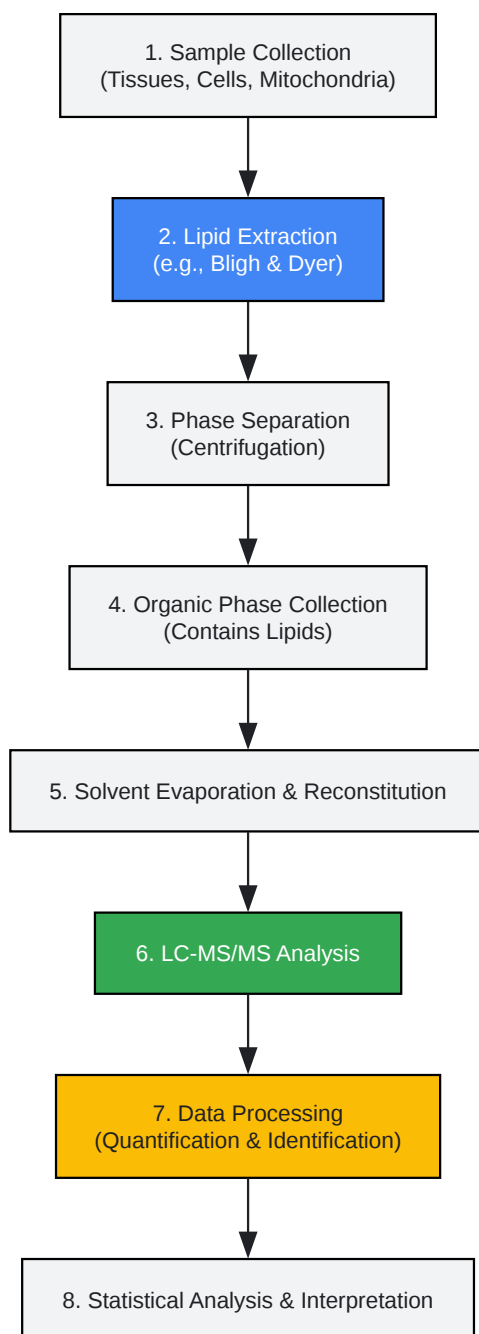 1. Sample Collection
(Tissues, Cells, Mitochondria)
2. Lipid Extraction
(e.g., Bligh & Dyer)
3. Phase Separation
(Centrifugation)
4. Organic Phase Collection
(Contains Lipids)
5. Solvent Evaporation & Reconstitution
6. LC-MS/MS Analysis
7. Data Processing
(Quantification & Identification)
8. Statistical Analysis & Interpretation